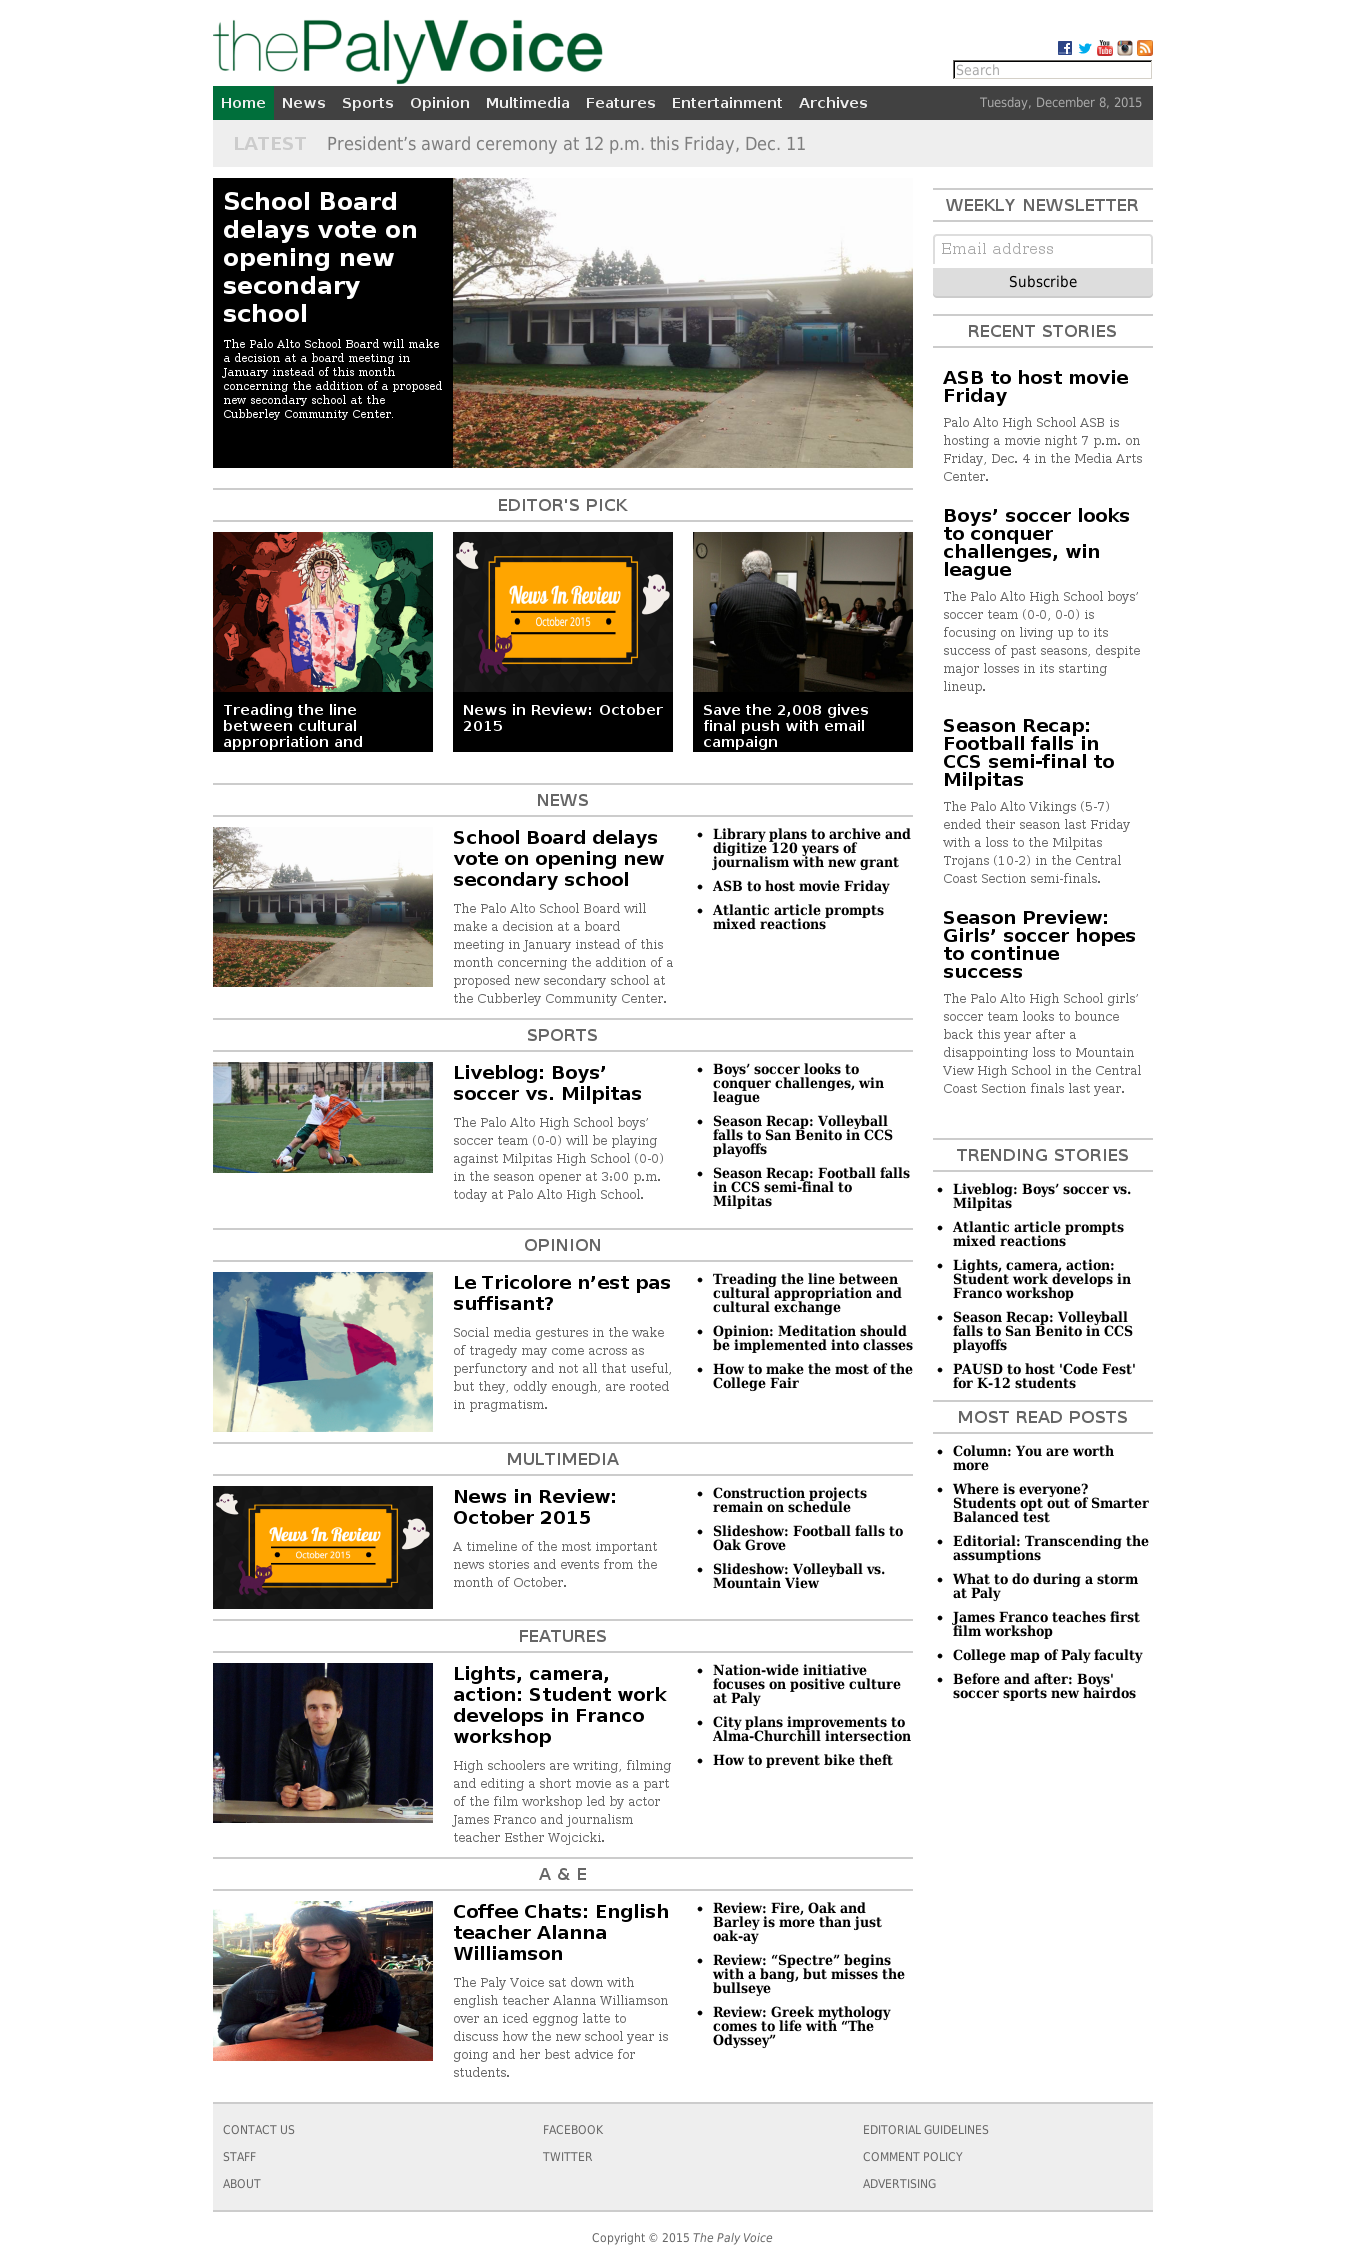 thePalyVoice
Search
Home News Sports Opinion Multimedia Features Entertainment Archives Tuesday, December 8, 2015
LATEST President’s award ceremony at 12 p.m. this Friday, Dec. 11
School Board
delays vote on
opening new
secondary
school
The Palo Alto School Board will make
a decision at a board meeting in
January instead of this month
concerning the addition of a proposed
new secondary school at the
Cubberley Community Center.
EDITOR'S PICK
Treading the line
between cultural
appropriation and
News In Review
October 2015
News in Review: October
2015
Save the 2,008 gives
final push with email
campaign
NEWS
School Board delays
vote on opening new
secondary school
The Palo Alto School Board will
make a decision at a board
meeting in January instead of this
month concerning the addition of a
proposed new secondary school at
the Cubberley Community Center.
• Library plans to archive and
digitize 120 years of
journalism with new grant
• ASB to host movie Friday
• Atlantic article prompts
mixed reactions
SPORTS
Liveblog: Boys’
soccer vs. Milpitas
The Palo Alto High School boys’
soccer team (0-0) will be playing
against Milpitas High School (0-0)
in the season opener at 3:00 p.m.
today at Palo Alto High School.
• Boys’ soccer looks to
conquer challenges, win
league
• Season Recap: Volleyball
falls to San Benito in CCS
playoffs
• Season Recap: Football falls
in CCS semi-final to
Milpitas
OPINION
Le Tricolore n’est pas
suffisant?
Social media gestures in the wake
of tragedy may come across as
perfunctory and not all that useful,
but they, oddly enough, are rooted
in pragmatism.
• Treading the line between
cultural appropriation and
cultural exchange
• Opinion: Meditation should
be implemented into classes
• How to make the most of the
College Fair
MULTIMEDIA
News In Review
October 2015
News in Review:
October 2015
A timeline of the most important
news stories and events from the
month of October.
• Construction projects
remain on schedule
• Slideshow: Football falls to
Oak Grove
• Slideshow: Volleyball vs.
Mountain View
FEATURES
Lights, camera,
action: Student work
develops in Franco
workshop
High schoolers are writing, filming
and editing a short movie as a part
of the film workshop led by actor
James Franco and journalism
teacher Esther Wojcicki.
• Nation-wide initiative
focuses on positive culture
at Paly
• City plans improvements to
Alma-Churchill intersection
• How to prevent bike theft
A & E
Coffee Chats: English
teacher Alanna
Williamson
The Paly Voice sat down with
english teacher Alanna Williamson
over an iced eggnog latte to
discuss how the new school year is
going and her best advice for
students.
• Review: Fire, Oak and
Barley is more than just
oak-ay
• Review: “Spectre” begins
with a bang, but misses the
bullseye
• Review: Greek mythology
comes to life with “The
Odyssey”
WEEKLY NEWSLETTER
Email address
Subscribe
RECENT STORIES
ASB to host movie
Friday
Palo Alto High School ASB is
hosting a movie night 7 p.m. on
Friday, Dec. 4 in the Media Arts
Center.
Boys’ soccer looks
to conquer
challenges, win
league
The Palo Alto High School boys’
soccer team (0-0, 0-0) is
focusing on living up to its
success of past seasons, despite
major losses in its starting
lineup.
Season Recap:
Football falls in
CCS semi-final to
Milpitas
The Palo Alto Vikings (5-7)
ended their season last Friday
with a loss to the Milpitas
Trojans (10-2) in the Central
Coast Section semi-finals.
Season Preview:
Girls’ soccer hopes
to continue
success
The Palo Alto High School girls’
soccer team looks to bounce
back this year after a
disappointing loss to Mountain
View High School in the Central
Coast Section finals last year.
TRENDING STORIES
• Liveblog: Boys’ soccer vs.
Milpitas
• Atlantic article prompts
mixed reactions
• Lights, camera, action:
Student work develops in
Franco workshop
• Season Recap: Volleyball
falls to San Benito in CCS
playoffs
• PAUSD to host 'Code Fest'
for K-12 students
MOST READ POSTS
• Column: You are worth
more
• Where is everyone?
Students opt out of Smarter
Balanced test
• Editorial: Transcending the
assumptions
• What to do during a storm
at Paly
• James Franco teaches first
film workshop
• College map of Paly faculty
• Before and after: Boys'
soccer sports new hairdos
CONTACT US FACEBOOK EDITORIAL GUIDELINES
STAFF TWITTER COMMENT POLICY
ABOUT ADVERTISING
Copyright © 2015 The Paly Voice